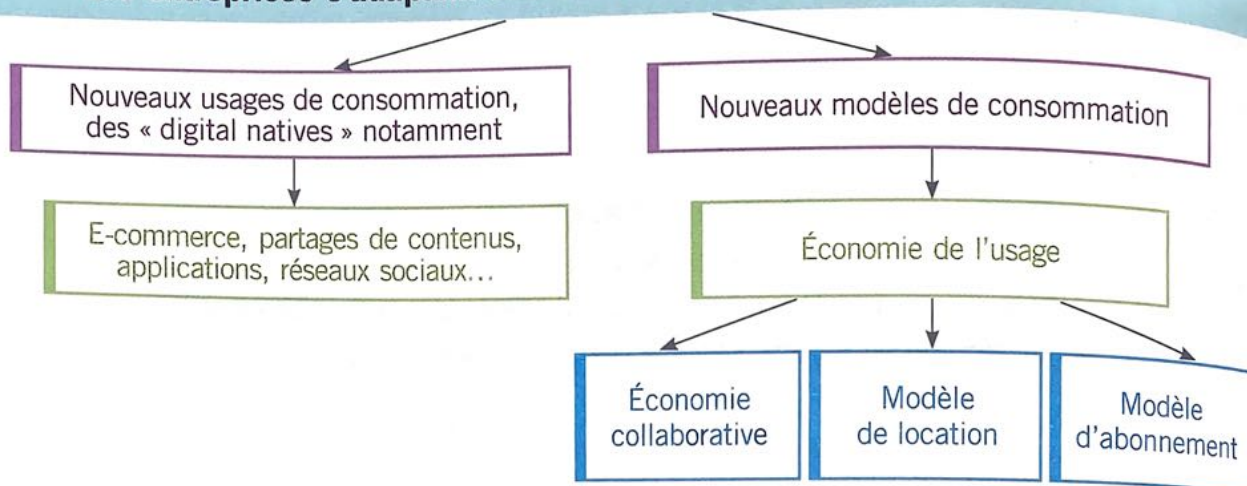 Nouveaux usages de consommation,
des « digital natives » notamment
Nouveaux modèles de consommation
E-commerce, partages de contenus,
applications, réseaux sociaux...
Économie de l'usage
Économie
collaborative
Modèle
de location
Modèle
d'abonnement